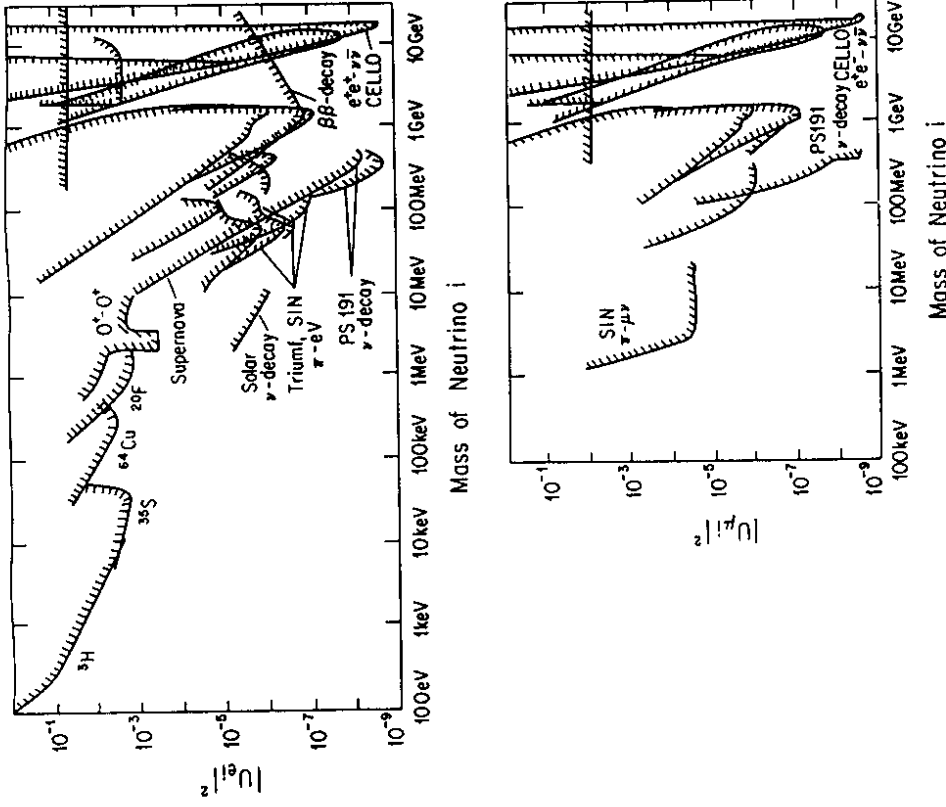 |U_ei|²
10⁻¹
10⁻³
10⁻⁵
10⁻⁷
10⁻⁹
³H
³⁵S
⁶⁴Cu
²⁰F
O⁺-O⁺
Supernova
Solar
ν-decay
Triumf, SIN
π-eV
PS 191
ν-decay
ββ-decay
e⁺e⁻-νν̄
CELLO
100eV
1keV
10keV
100keV
1MeV
10MeV
100MeV
1GeV
10GeV
Mass of Neutrino i
|U_μi|²
10⁻¹
10⁻³
10⁻⁵
10⁻⁷
10⁻⁹
SIN
π-μν
PS191
ν-decay
CELLO
e⁺e⁻-νν̄
100keV
1MeV
10MeV
100MeV
1GeV
10GeV
Mass of Neutrino i